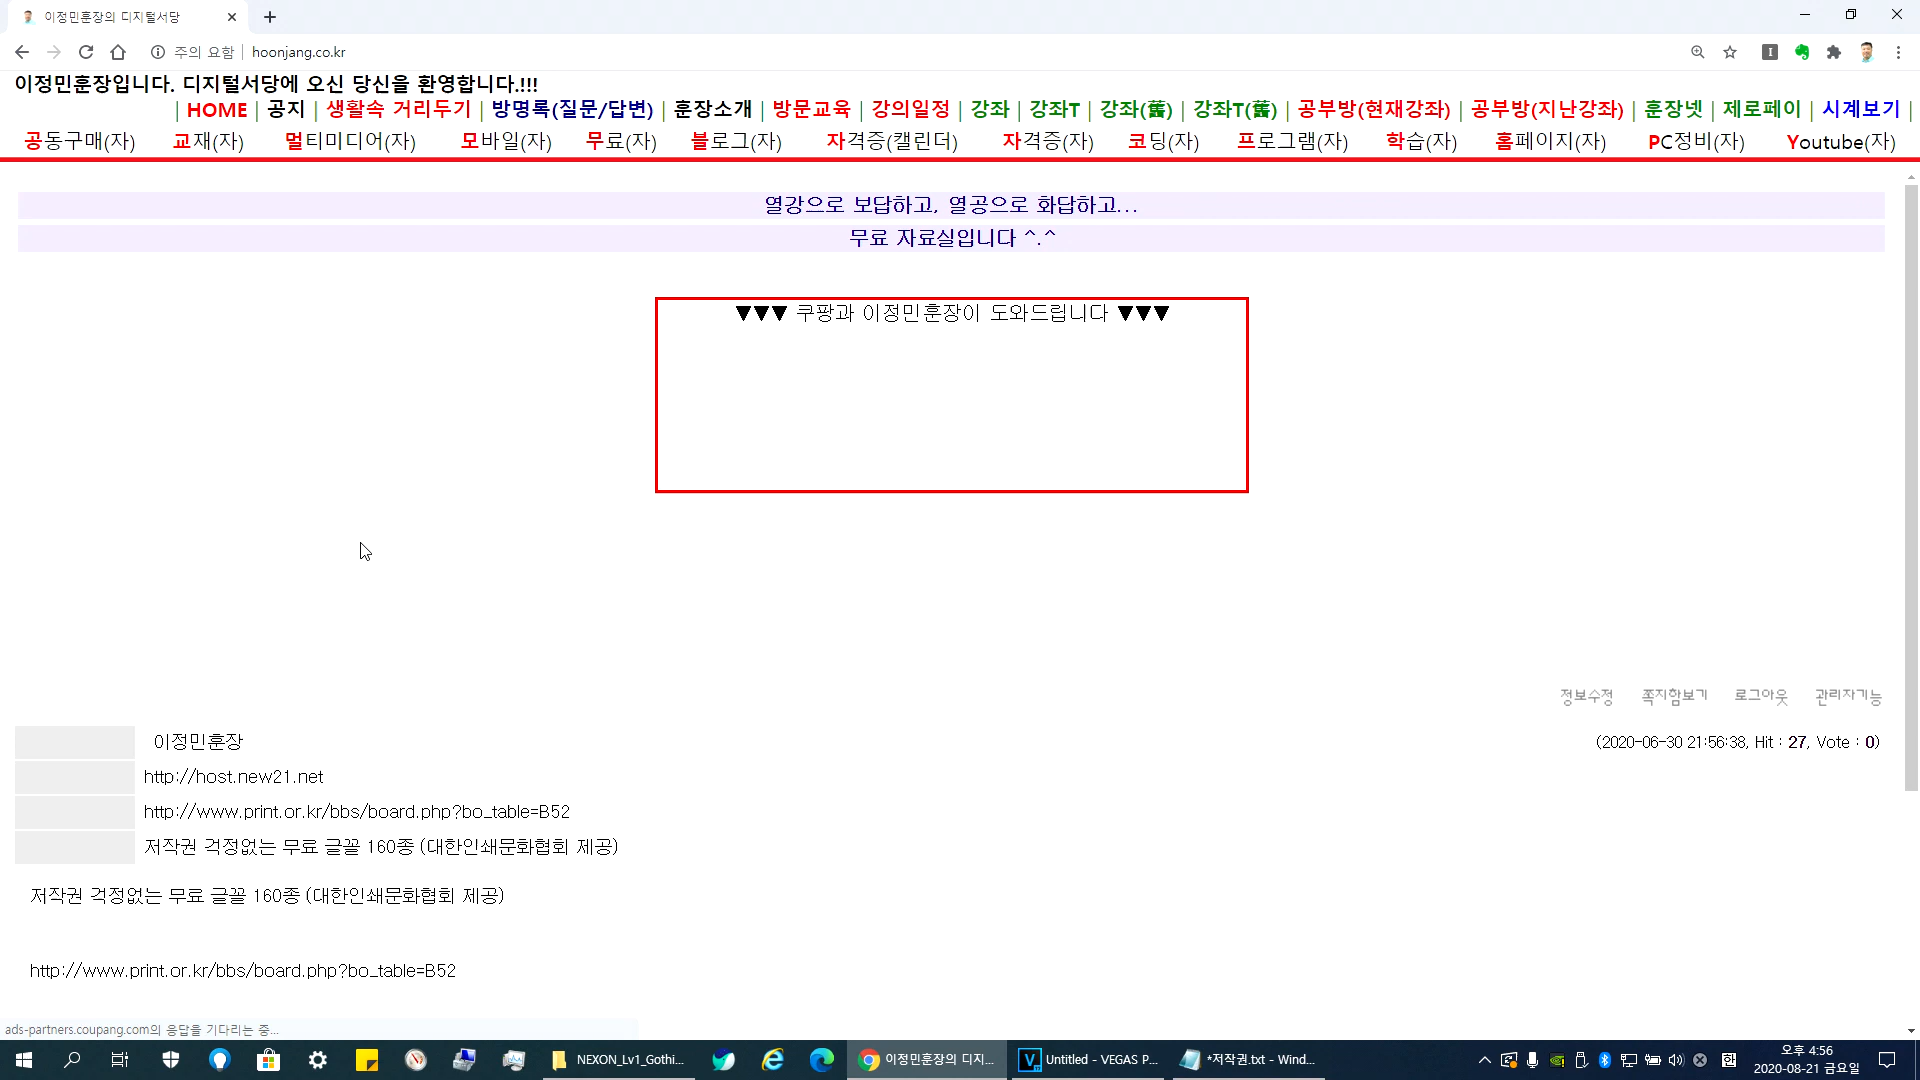 이정민훈장의 디지털서당
주의 요함 | hoonjang.co.kr
이정민훈장입니다. 디지털서당에 오신 당신을 환영합니다.!!!
| HOME | 공지 | 생활속 거리두기 | 방명록(질문/답변) | 훈장소개 | 방문교육 | 강의일정 | 강좌 | 강좌T | 강좌(舊) | 강좌T(舊) | 공부방(현재강좌) | 공부방(지난강좌) | 훈장넷 | 제로페이 | 시계보기 |
공동구매(자) 교재(자) 멀티미디어(자) 모바일(자) 무료(자) 블로그(자) 자격증(캘린더) 자격증(자) 코딩(자) 프로그램(자) 학습(자) 홈페이지(자) PC정비(자) Youtube(자)
열강으로 보답하고, 열공으로 화답하고...
무료 자료실입니다 ^.^
▼▼▼ 쿠팡과 이정민훈장이 도와드립니다 ▼▼▼
정보수정 쪽지함보기 로그아웃 관리자기능
이정민훈장 (2020-06-30 21:56:38, Hit : 27, Vote : 0)
http://host.new21.net
http://www.print.or.kr/bbs/board.php?bo_table=B52
저작권 걱정없는 무료 글꼴 160종 (대한인쇄문화협회 제공)
저작권 걱정없는 무료 글꼴 160종 (대한인쇄문화협회 제공)
http://www.print.or.kr/bbs/board.php?bo_table=B52
ads-partners.coupang.com의 응답을 기다리는 중...
NEXON_Lv1_Gothi... 이정민훈장의 디지... Untitled - VEGAS P... *저작권.txt - Wind... 한 오후 4:56
2020-08-21 금요일